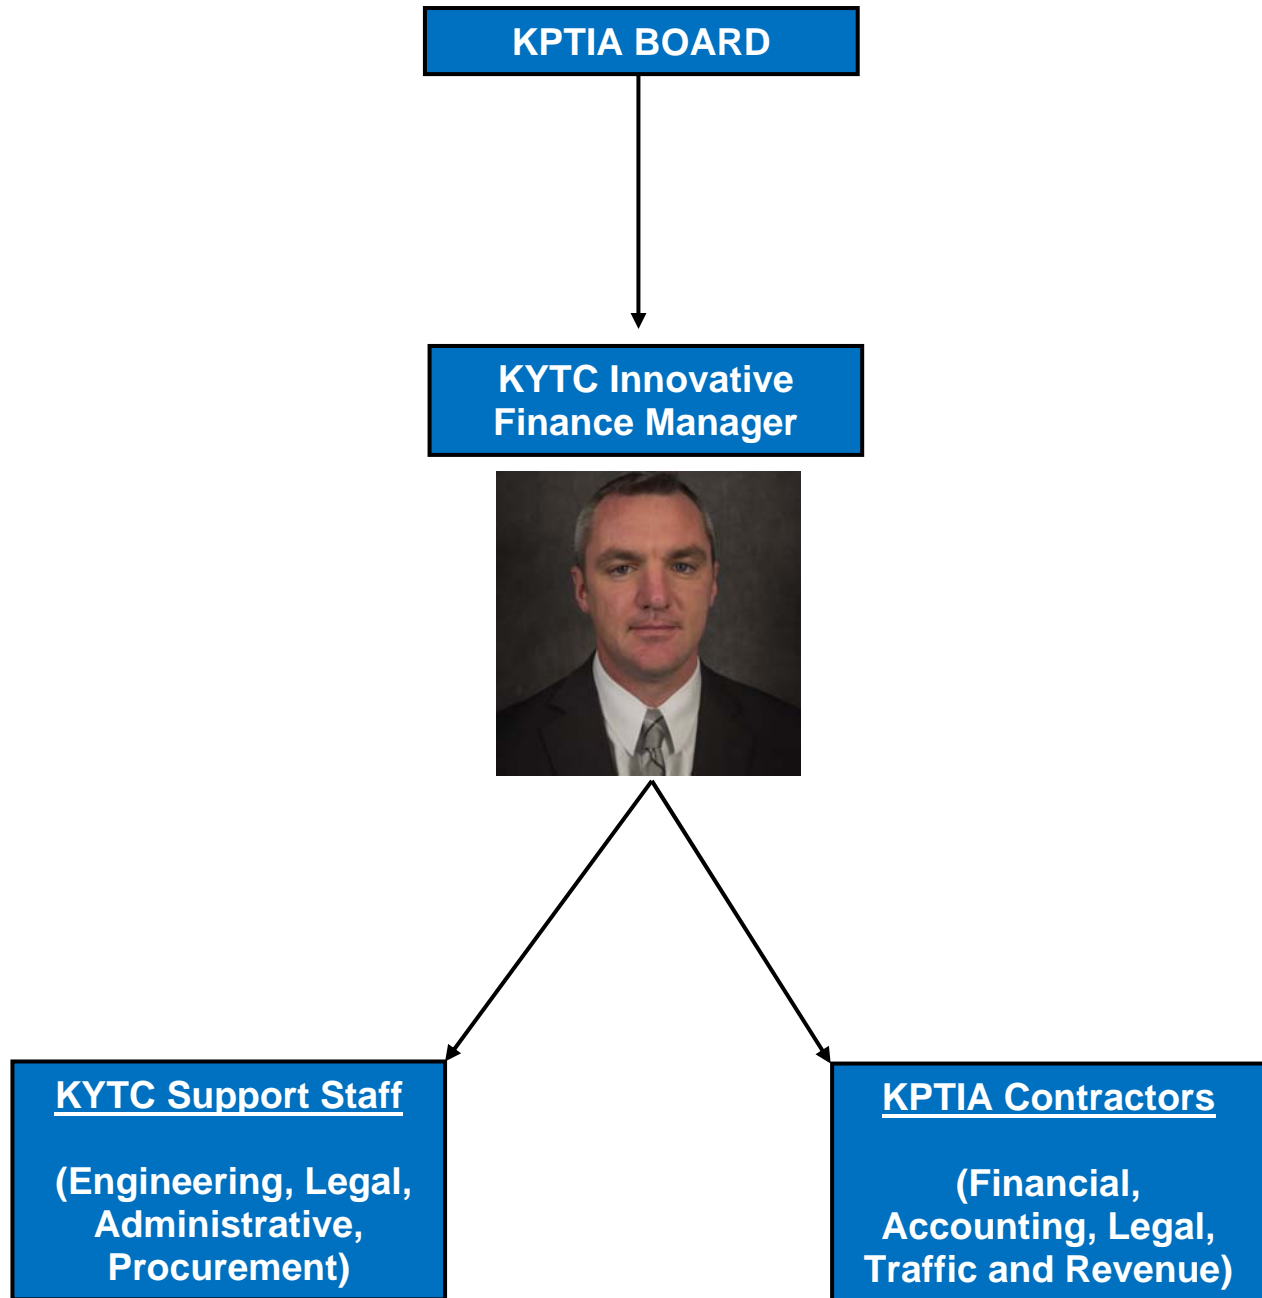 KPTIA BOARD
KYTC Innovative
Finance Manager
KYTC Support Staff
(Engineering, Legal,
Administrative,
Procurement)
KPTIA Contractors
(Financial,
Accounting, Legal,
Traffic and Revenue)